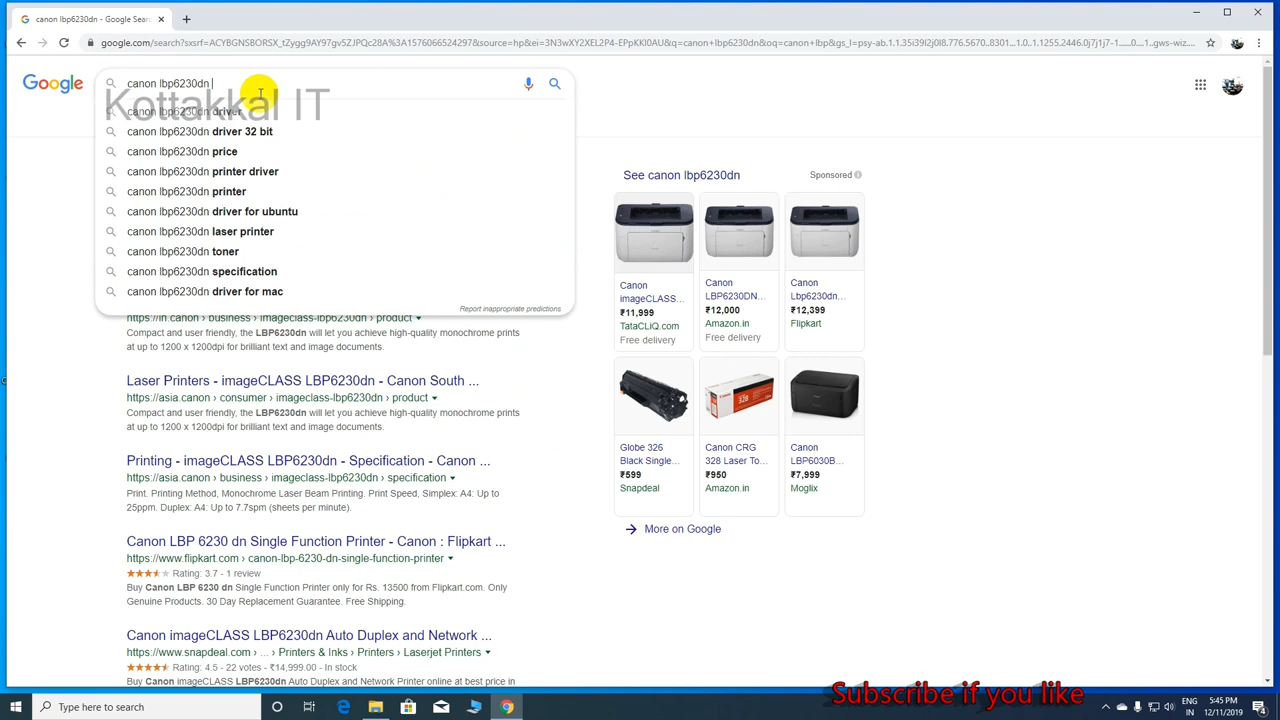 canon lbp6230dn - Google Sear
google.com/search?sxsrf=ACYBGNSBORSX_tZygg9AY97gv5ZJPQc28A%3A1576066524297&source=hp&ei=3N3wXY2XEL2P4-EPpKKI0AU&q=canon+lbp6230dn&oq=canon+lbp&gs_l=psy-ab.1.1.35i39l2j0l8.776.5670..8301...1.0..1.1255.2446.0j7j1j7-1......0....1..gws-wiz....
Google
canon lbp6230dn
Kottakkal IT
canon lbp6230dn driver
canon lbp6230dn driver 32 bit
canon lbp6230dn price
canon lbp6230dn printer driver
canon lbp6230dn printer
canon lbp6230dn driver for ubuntu
canon lbp6230dn laser printer
canon lbp6230dn toner
canon lbp6230dn specification
canon lbp6230dn driver for mac
Report inappropriate predictions
https://in.canon › business › imageclass-lbp6230dn › product
Compact and user friendly, the LBP6230dn will let you achieve high-quality monochrome prints
at up to 1200 x 1200dpi for brilliant text and image documents.
Laser Printers - imageCLASS LBP6230dn - Canon South ...
https://asia.canon › consumer › imageclass-lbp6230dn › product
Compact and user friendly, the LBP6230dn will let you achieve high-quality monochrome prints
at up to 1200 x 1200dpi for brilliant text and image documents.
Printing - imageCLASS LBP6230dn - Specification - Canon ...
https://asia.canon › business › imageclass-lbp6230dn › specification
Print. Printing Method, Monochrome Laser Beam Printing. Print Speed, Simplex: A4: Up to
25ppm. Duplex: A4: Up to 7.7spm (sheets per minute).
Canon LBP 6230 dn Single Function Printer - Canon : Flipkart ...
https://www.flipkart.com › canon-lbp-6230-dn-single-function-printer
Rating: 3.7 - 1 review
Buy Canon LBP 6230 dn Single Function Printer only for Rs. 13500 from Flipkart.com. Only
Genuine Products. 30 Day Replacement Guarantee. Free Shipping.
Canon imageCLASS LBP6230dn Auto Duplex and Network ...
https://www.snapdeal.com › ... › Printers & Inks › Printers › Laserjet Printers
Rating: 4.5 - 22 votes - ₹14,999.00 - In stock
Buy Canon imageCLASS LBP6230dn Auto Duplex and Network Printer online at best price in
See canon lbp6230dn
Sponsored
Canon
imageCLASS...
₹11,999
TataCLiQ.com
Free delivery
Canon
LBP6230DN...
₹12,000
Amazon.in
Free delivery
Canon
Lbp6230dn...
₹12,399
Flipkart
Globe 326
Black Single...
₹599
Snapdeal
Canon CRG
328 Laser To...
₹950
Amazon.in
Canon
LBP6030B...
₹7,999
Moglix
More on Google
Subscribe if you like
Type here to search
ENG
IN
5:45 PM
12/11/2019
4